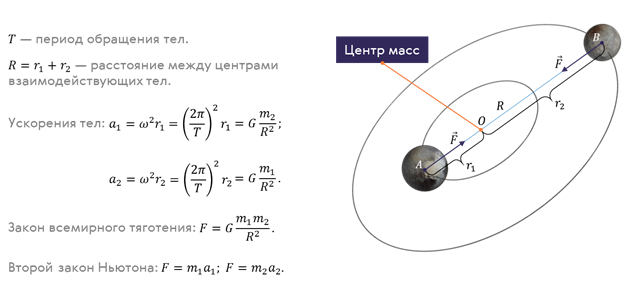 T — период обращения тел.
R = r₁ + r₂ — расстояние между центрами
взаимодействующих тел.
Ускорения тел: a₁ = ω²r₁ = (2π/T)² r₁ = G m₂/R²;
a₂ = ω²r₂ = (2π/T)² r₂ = G m₁/R².
Закон всемирного тяготения: F = G m₁m₂/R².
Второй закон Ньютона: F = m₁a₁; F = m₂a₂.
Центр масс
B
F⃗
R
r₂
O
F⃗
A
r₁